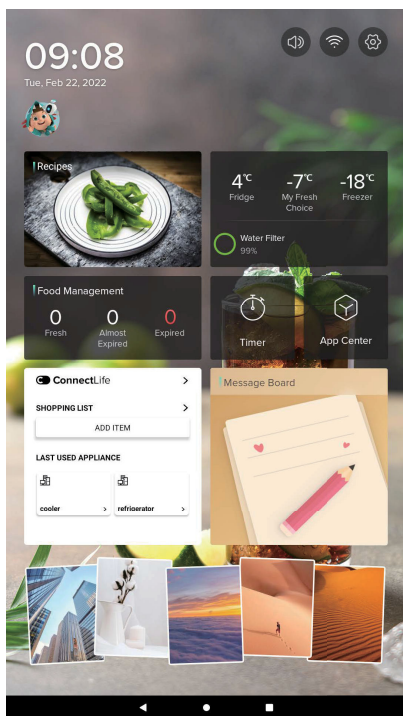 09:08
Tue, Feb 22, 2022
Recipes
4°C
Fridge
-7°C
My Fresh
Choice
-18°C
Freezer
Water Filter
99%
Food Management
0
Fresh
0
Almost
Expired
0
Expired
Timer
App Center
ConnectLife >
SHOPPING LIST >
ADD ITEM
LAST USED APPLIANCE
cooler >
refrigerator >
Message Board